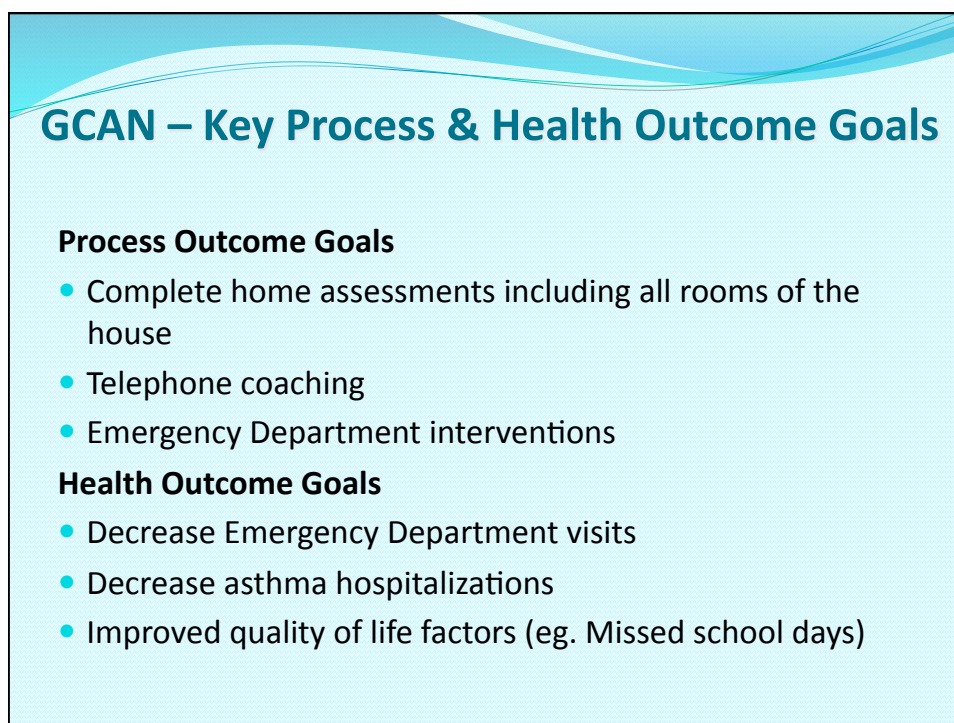 GCAN – Key Process & Health Outcome Goals
Process Outcome Goals
• Complete home assessments including all rooms of the
house
• Telephone coaching
• Emergency Department interventions
Health Outcome Goals
• Decrease Emergency Department visits
• Decrease asthma hospitalizations
• Improved quality of life factors (eg. Missed school days)